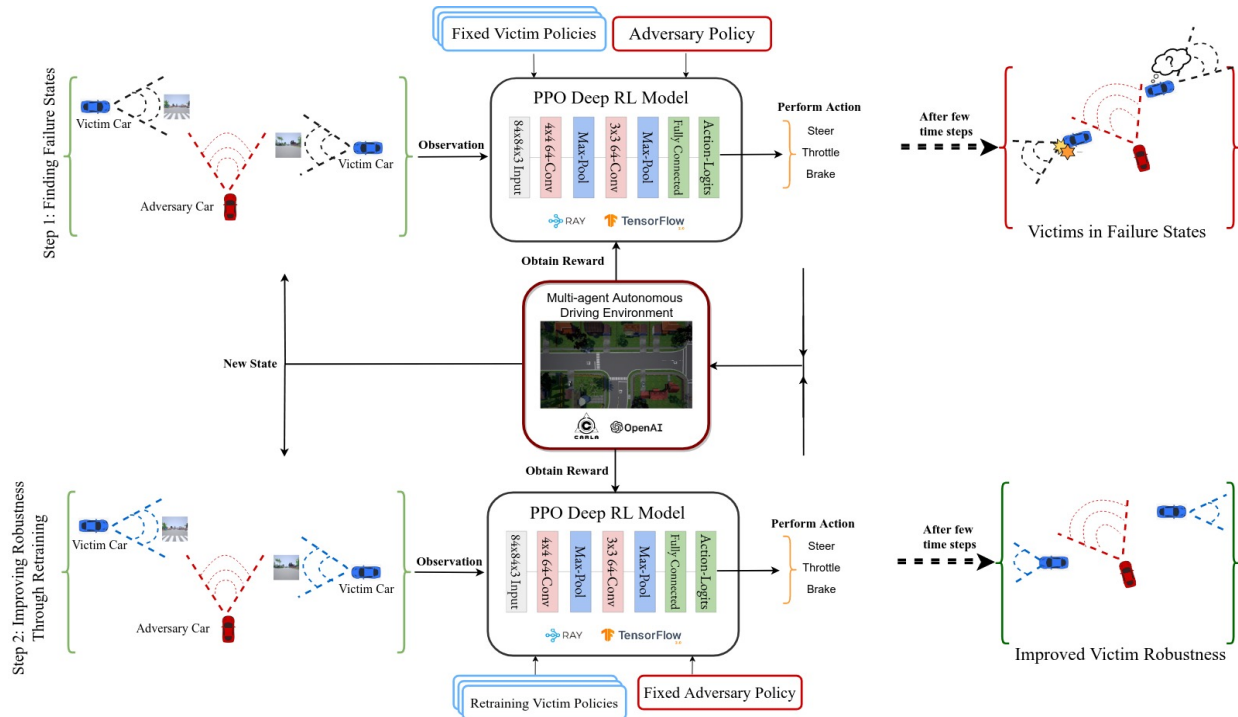 Fixed Victim Policies
Adversary Policy
Step 1: Finding Failure States
Victim Car
Victim Car
Adversary Car
Observation
PPO Deep RL Model
84x84x3 Input
4x4 64-Conv
Max-Pool
3x3 64-Conv
Max-Pool
Fully Connected
Action-Logits
RAY
TensorFlow
Perform Action
Steer
Throttle
Brake
After few
time steps
?
Victims in Failure States
Obtain Reward
Multi-agent Autonomous
Driving Environment
CARLA
OpenAI
New State
Obtain Reward
Step 2: Improving Robustness
Through Retraining
Victim Car
Victim Car
Adversary Car
Observation
PPO Deep RL Model
84x84x3 Input
4x4 64-Conv
Max-Pool
3x3 64-Conv
Max-Pool
Fully Connected
Action-Logits
RAY
TensorFlow
Perform Action
Steer
Throttle
Brake
After few
time steps
Improved Victim Robustness
Retraining Victim Policies
Fixed Adversary Policy